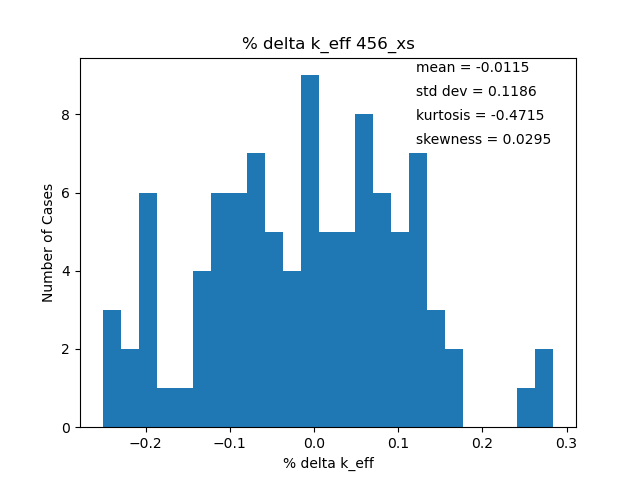 % delta k_eff 456_xs
mean = -0.0115
std dev = 0.1186
kurtosis = -0.4715
skewness = 0.0295
Number of Cases
8
6
4
2
0
−0.2
−0.1
0.0
0.1
0.2
0.3
% delta k_eff